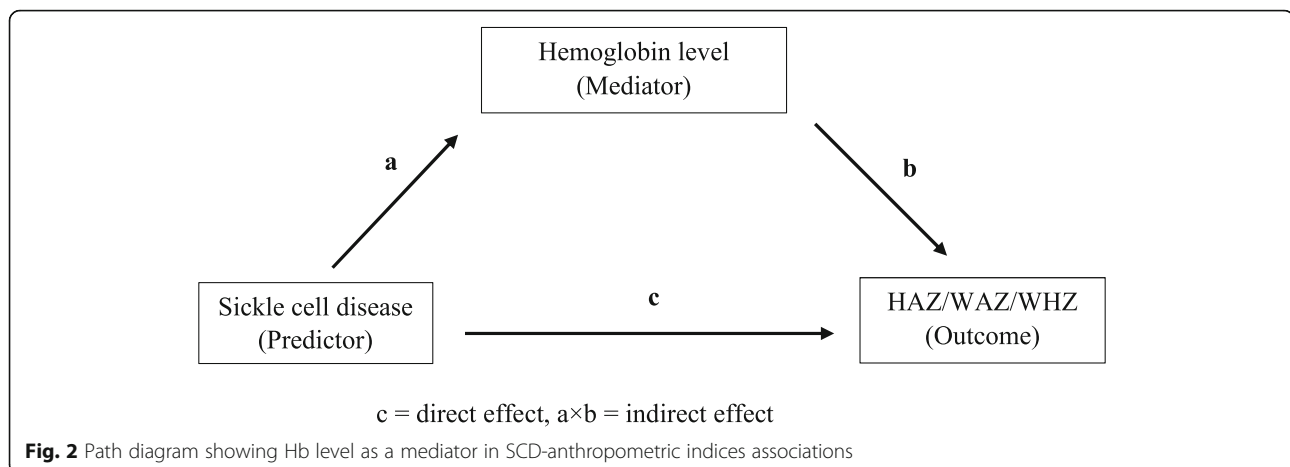 Hemoglobin level
(Mediator)
a
b
Sickle cell disease
(Predictor)
c
HAZ/WAZ/WHZ
(Outcome)
c = direct effect, a×b = indirect effect
Fig. 2 Path diagram showing Hb level as a mediator in SCD-anthropometric indices associations